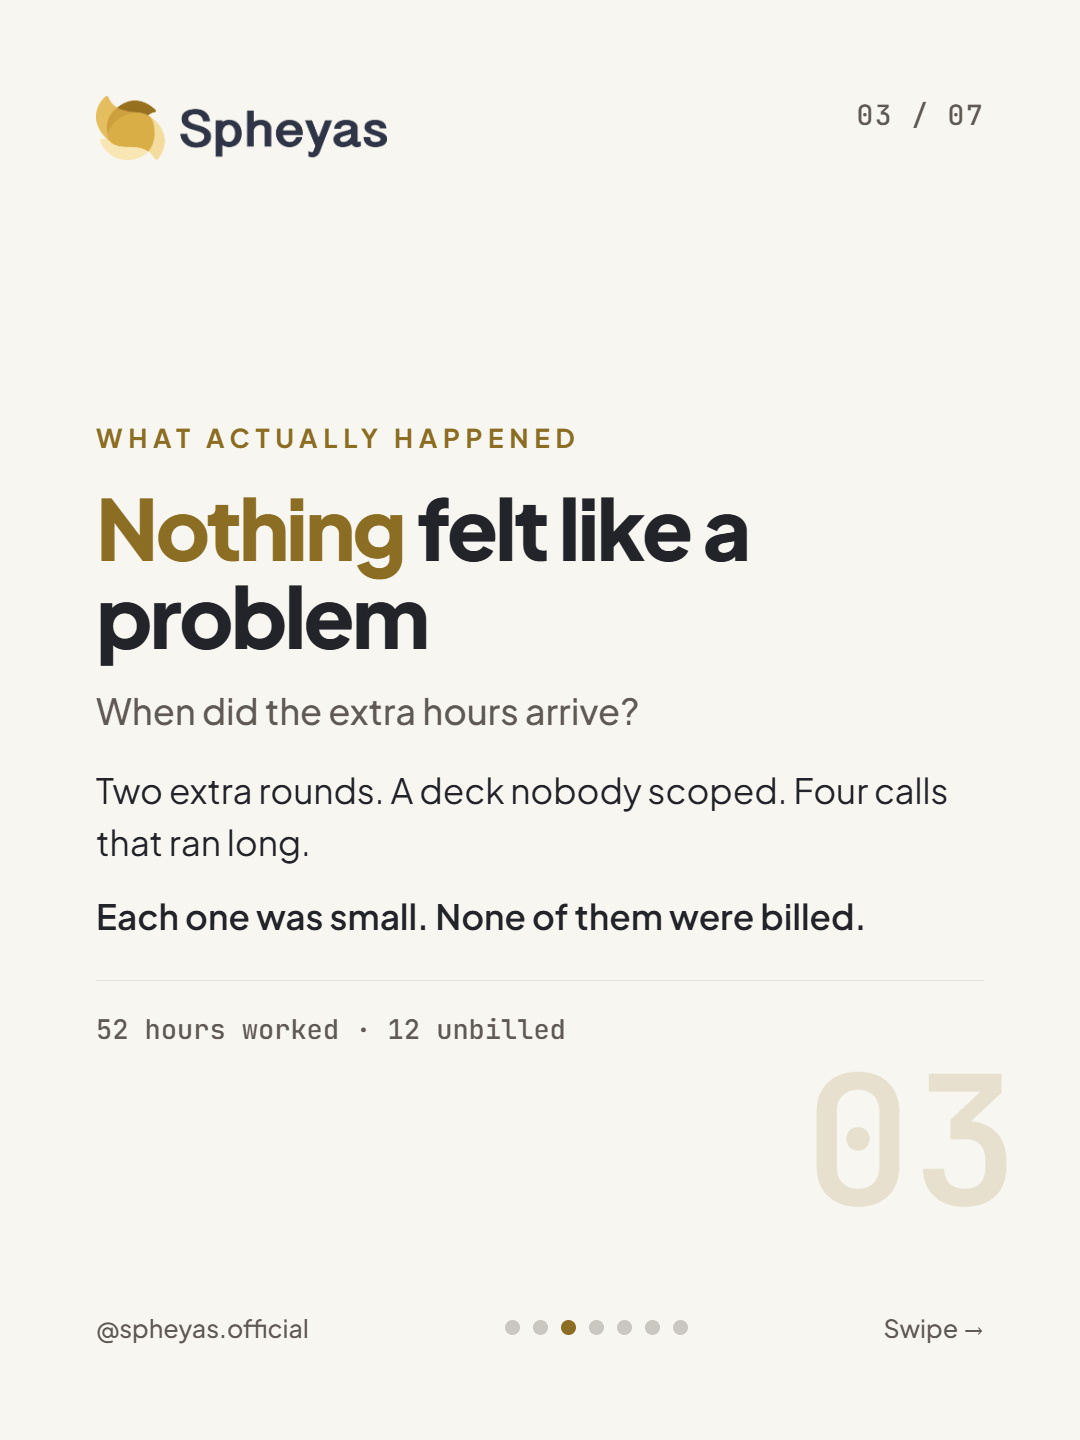 Spheyas
03 / 07
WHAT ACTUALLY HAPPENED
Nothing felt like a
problem
When did the extra hours arrive?
Two extra rounds. A deck nobody scoped. Four calls
that ran long.
Each one was small. None of them were billed.
52 hours worked · 12 unbilled
03
@spheyas.official
Swipe →